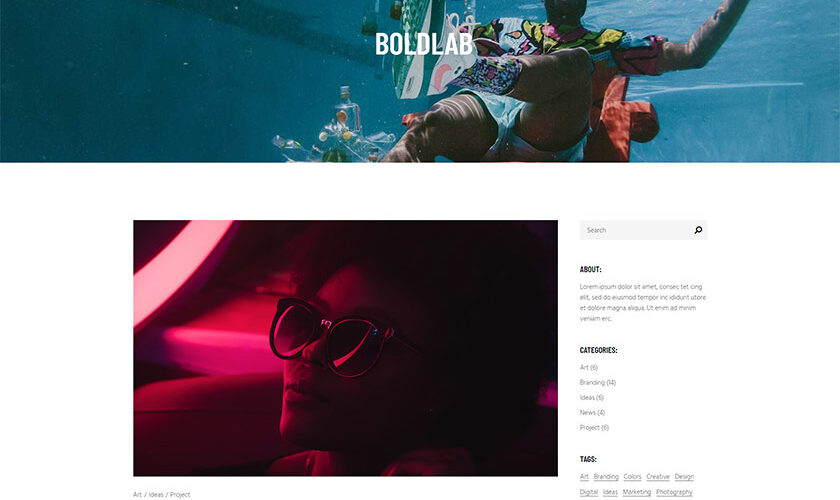 BOLDLAB
Search
ABOUT:
Lorem ipsum dolor sit amet, consec tet cing
elit, sed do eiusmod tempor inc ididunt utore
et dolore magna aliqua. Ut enim ad minim
veniam erc.
CATEGORIES:
Art (6)
Branding (14)
Ideas (6)
News (4)
Project (6)
TAGS:
Art Branding Colors Creative Design
Digital Ideas Marketing Photography
Art / Ideas / Project